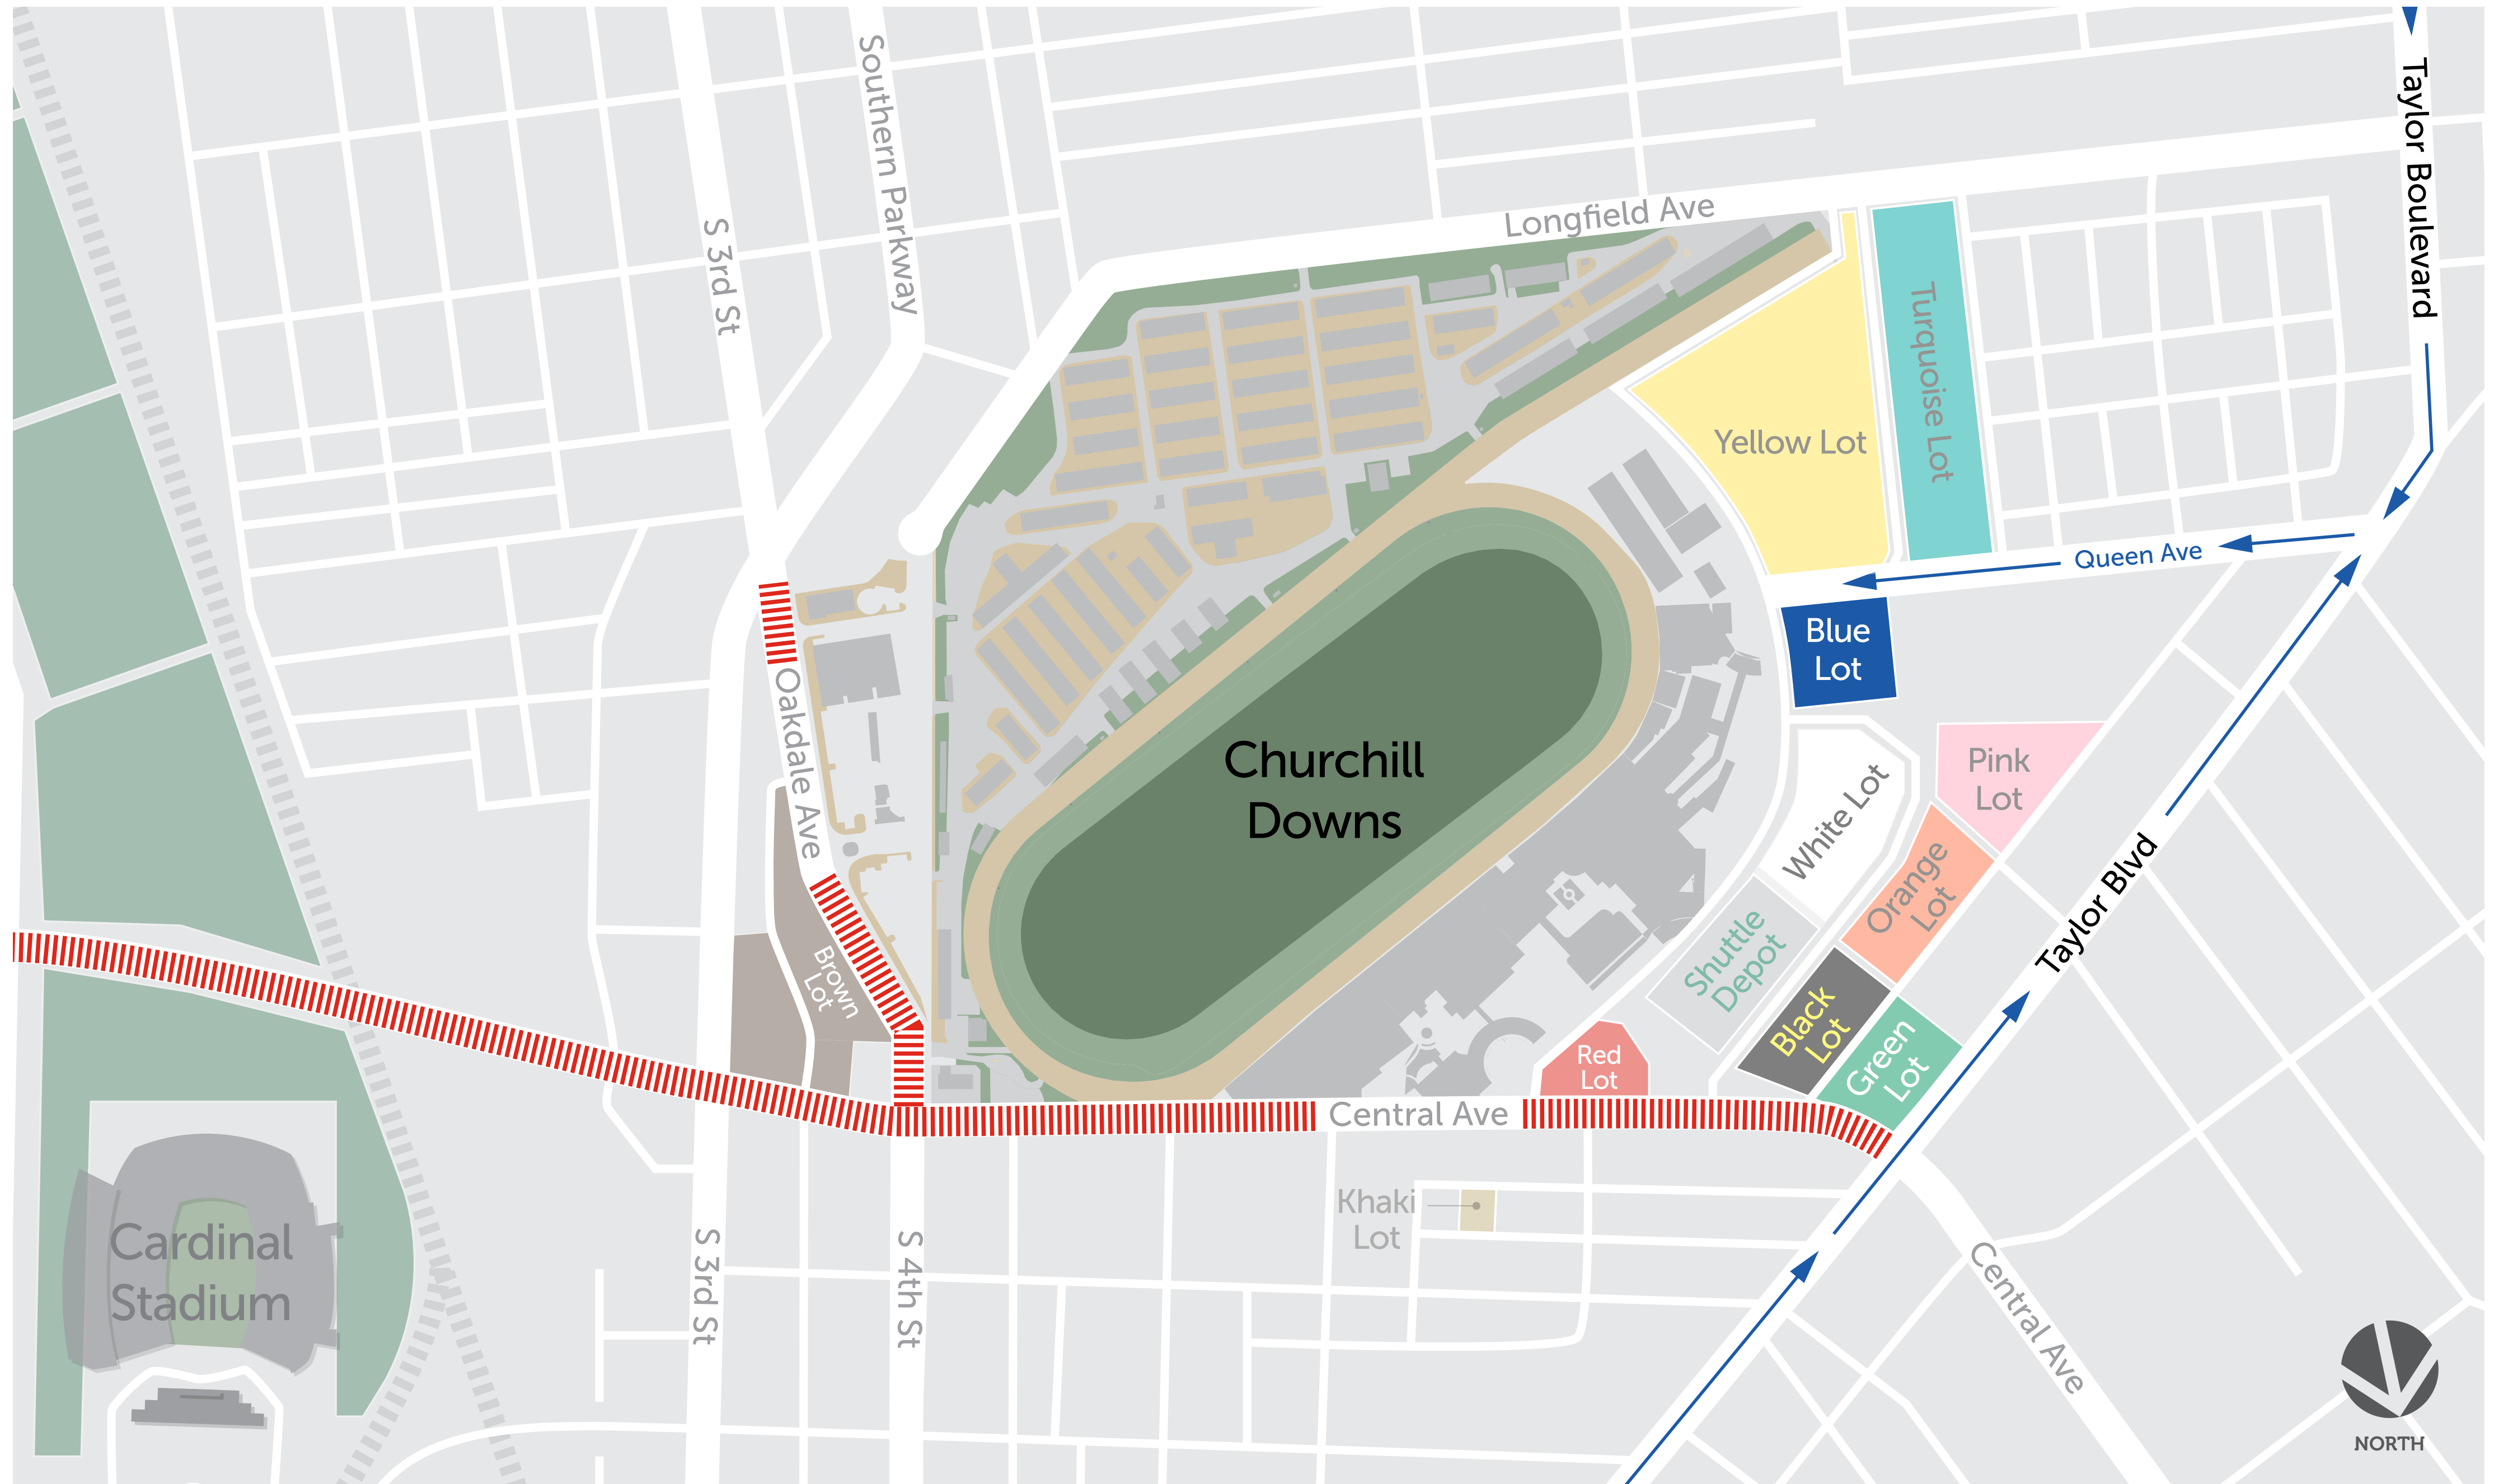 Southern Parkway
Taylor Boulevard
S 3rd St
Longfield Ave
Turquoise Lot
Yellow Lot
Queen Ave
Blue
Lot
Oakdale Ave
Churchill
Downs
Pink
Lot
White Lot
Orange
Lot
Taylor Blvd
Shuttle
Depot
Brown
Lot
Black
Lot
Green
Lot
Red
Lot
Central Ave
Khaki
Lot
Cardinal
Stadium
S 3rd St
S 4th St
Central Ave
NORTH